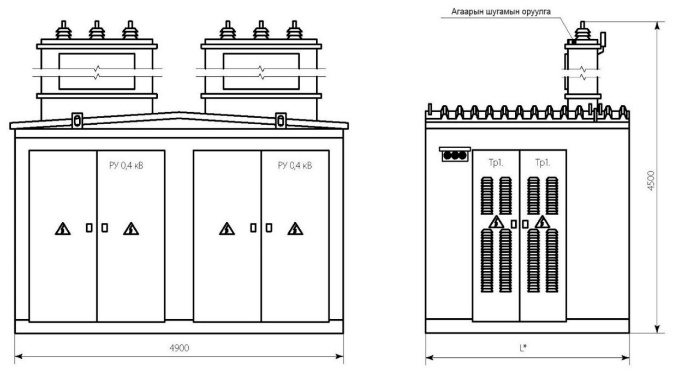 Агаарын шугамын оруулга
РУ 0,4 кВ
РУ 0,4 кВ
Тр1.
Тр1.
4500
4900
L*